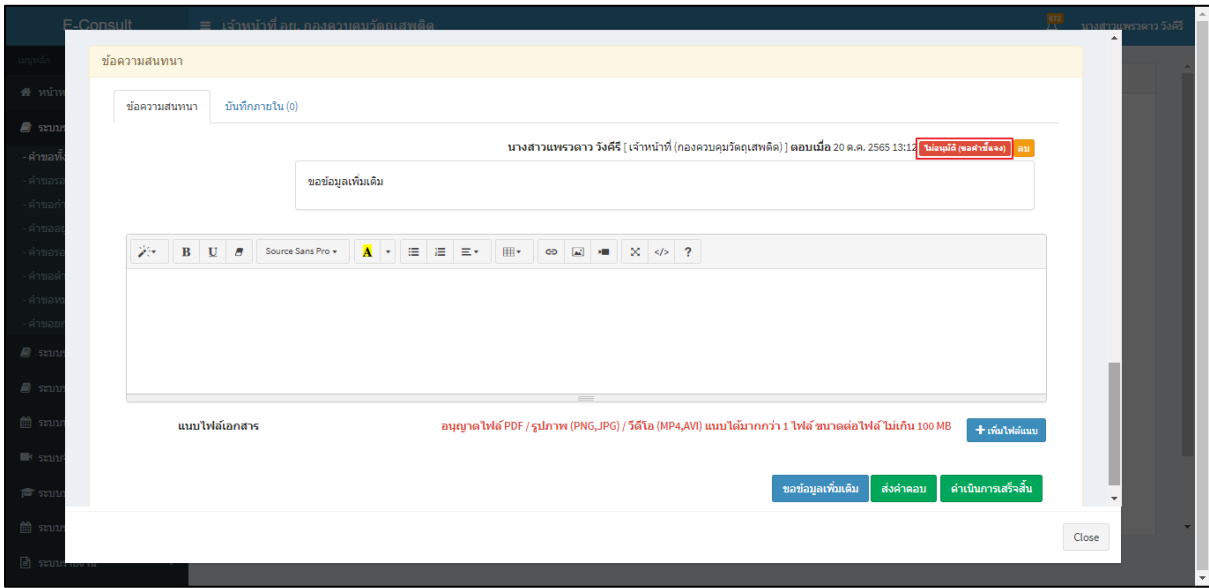 E-Consult
เจ้าหน้าที่ อย. กองควบคุมวัตถุเสพติด
572
นางสาวแพรวดาว วังคีรี
เมนูหลัก
ข้อความสนทนา
ข้อความสนทนา
บันทึกภายใน (0)
นางสาวแพรวดาว วังคีรี [ เจ้าหน้าที่ (กองควบคุมวัตถุเสพติด) ] ตอบเมื่อ 20 ต.ค. 2565 13:12 ไม่อนุมัติ (ขอคำชี้แจง) ลบ
ขอข้อมูลเพิ่มเติม
B U Source Sans Pro A </> ?
แนบไฟล์เอกสาร
อนุญาตไฟล์ PDF / รูปภาพ (PNG,JPG) / วีดีโอ (MP4,AVI) แนบได้มากกว่า 1 ไฟล์ ขนาดต่อไฟล์ ไม่เกิน 100 MB
+ เพิ่มไฟล์แนบ
ขอข้อมูลเพิ่มเติม ส่งคำตอบ ดำเนินการเสร็จสิ้น
Close